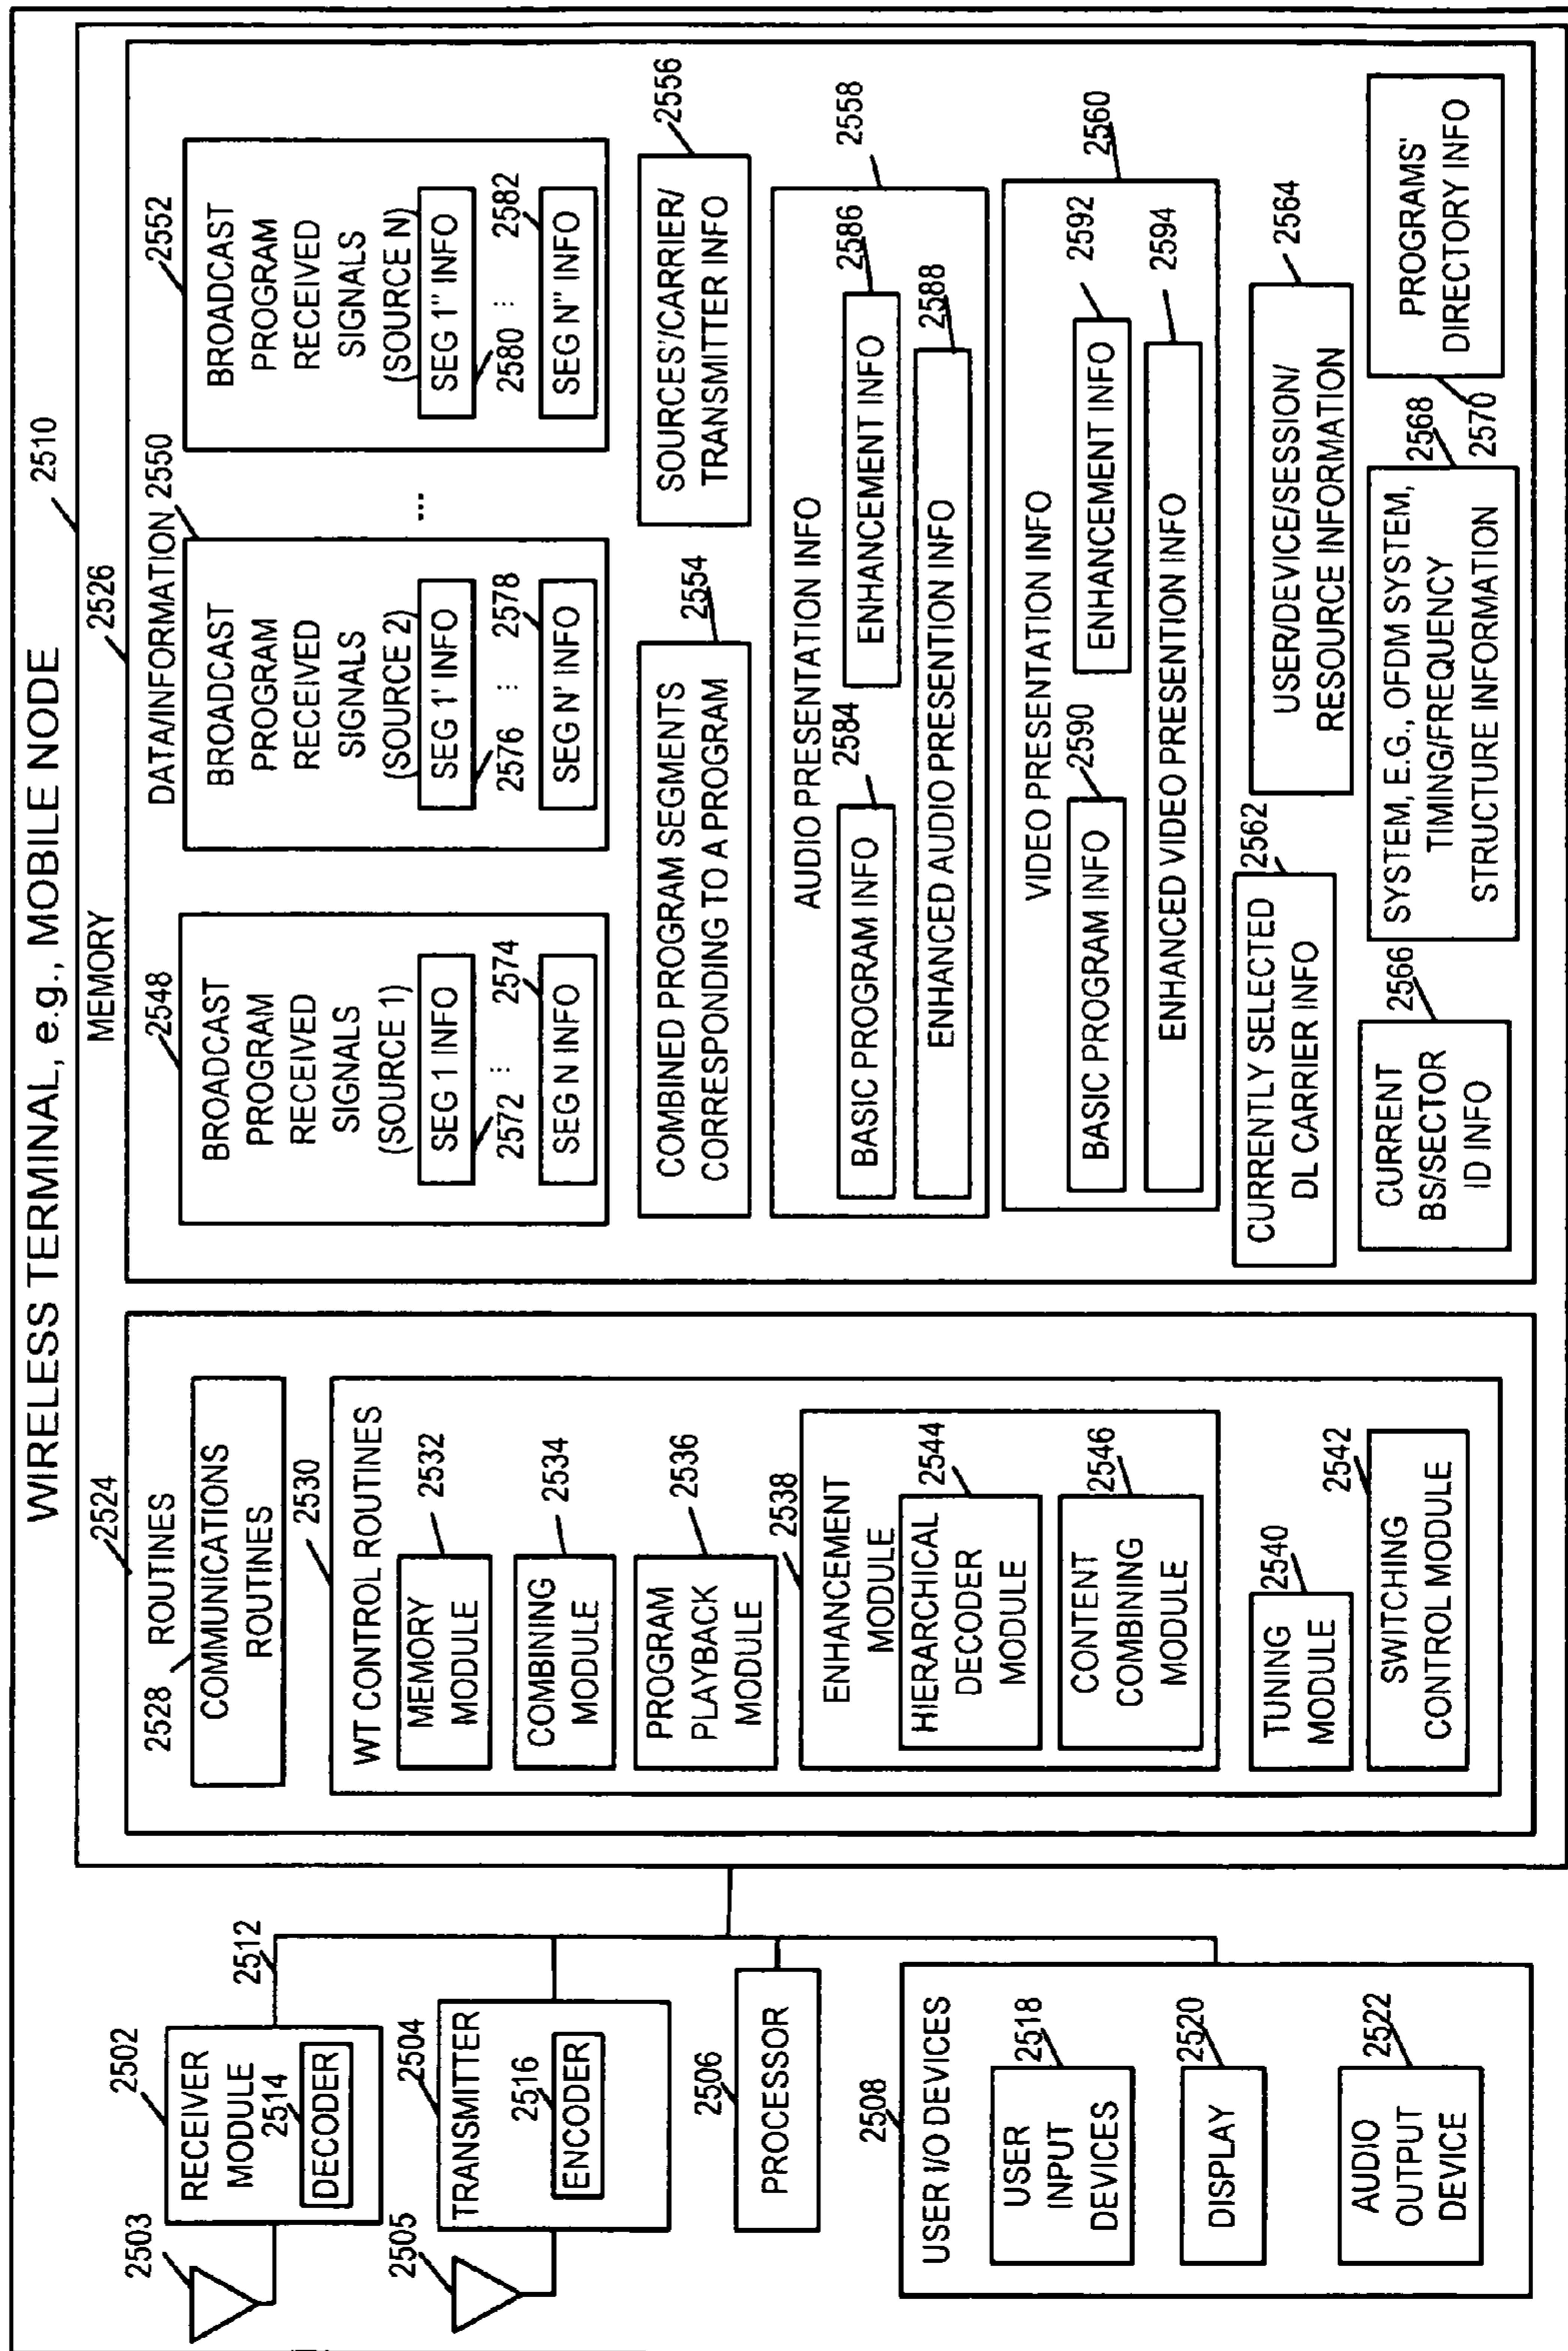 WIRELESS TERMINAL, e.g., MOBILE NODE
2510
2503
2502
RECEIVER
MODULE
2514
DECODER
2512
2505
2504
TRANSMITTER
2516
ENCODER
2506
PROCESSOR
2508
USER I/O DEVICES
2518
USER
INPUT
DEVICES
2520
DISPLAY
2522
AUDIO
OUTPUT
DEVICE
MEMORY
2524
ROUTINES
2528
COMMUNICATIONS
ROUTINES
2530
WT CONTROL ROUTINES
2532
MEMORY
MODULE
2534
COMBINING
MODULE
2536
PROGRAM
PLAYBACK
MODULE
2538
ENHANCEMENT
MODULE
2544
HIERARCHICAL
DECODER
MODULE
2546
CONTENT
COMBINING
MODULE
2540
TUNING
MODULE
2542
SWITCHING
CONTROL MODULE
2526
DATA/INFORMATION
2548
BROADCAST
PROGRAM
RECEIVED
SIGNALS
(SOURCE 1)
SEG 1 INFO
2572 ⋮ 2574
SEG N INFO
2550
BROADCAST
PROGRAM
RECEIVED
SIGNALS
(SOURCE 2)
SEG 1' INFO
2576 ⋮ 2578
SEG N' INFO
...
2552
BROADCAST
PROGRAM
RECEIVED
SIGNALS
(SOURCE N)
SEG 1" INFO
2580 ⋮ 2582
SEG N" INFO
2554
COMBINED PROGRAM SEGMENTS
CORRESPONDING TO A PROGRAM
2556
SOURCES'/CARRIER/
TRANSMITTER INFO
2558
AUDIO PRESENTATION INFO
2584
BASIC PROGRAM INFO
2586
ENHANCEMENT INFO
2588
ENHANCED AUDIO PRESENTION INFO
2560
VIDEO PRESENTATION INFO
2590
BASIC PROGRAM INFO
2592
ENHANCEMENT INFO
2594
ENHANCED VIDEO PRESENTION INFO
2562
CURRENTLY SELECTED
DL CARRIER INFO
2564
USER/DEVICE/SESSION/
RESOURCE INFORMATION
2566
CURRENT
BS/SECTOR
ID INFO
2568
SYSTEM, E.G., OFDM SYSTEM,
TIMING/FREQUENCY
STRUCTURE INFORMATION
2570
PROGRAMS'
DIRECTORY INFO